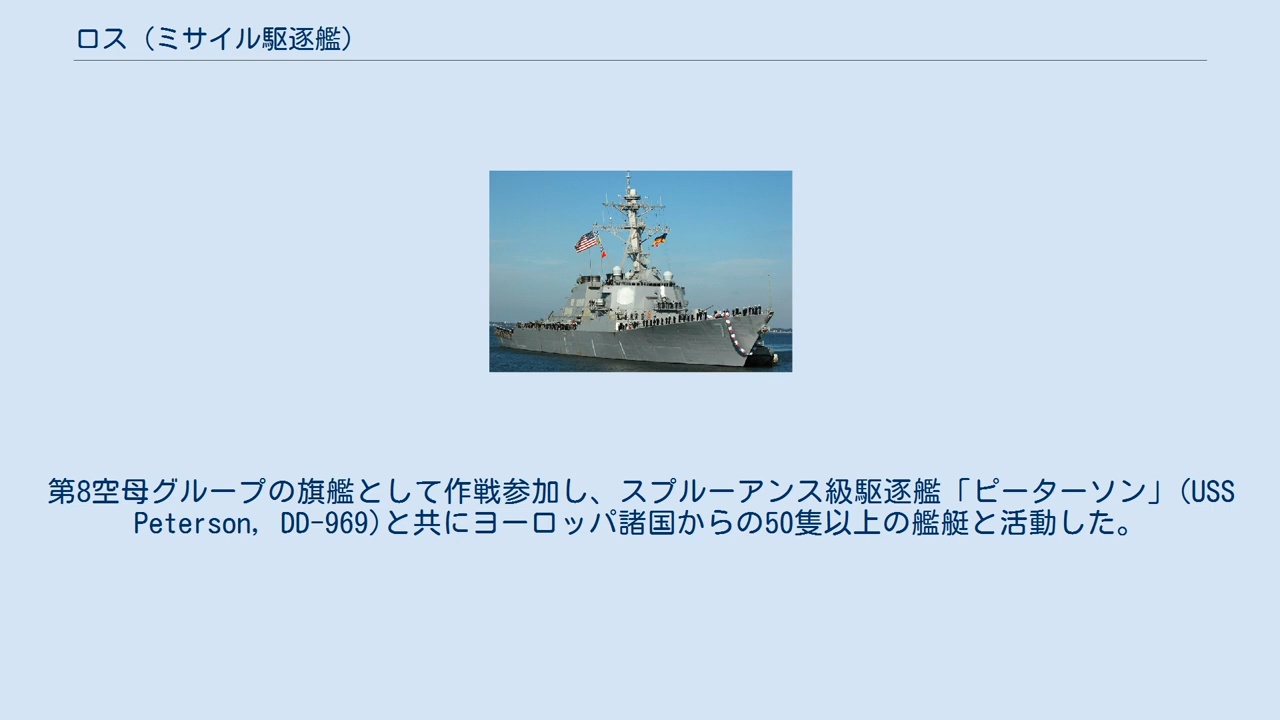 ロス（ミサイル駆逐艦）
第8空母グループの旗艦として作戦参加し、スプルーアンス級駆逐艦「ピーターソン」(USS
Peterson, DD-969)と共にヨーロッパ諸国からの50隻以上の艦艇と活動した。